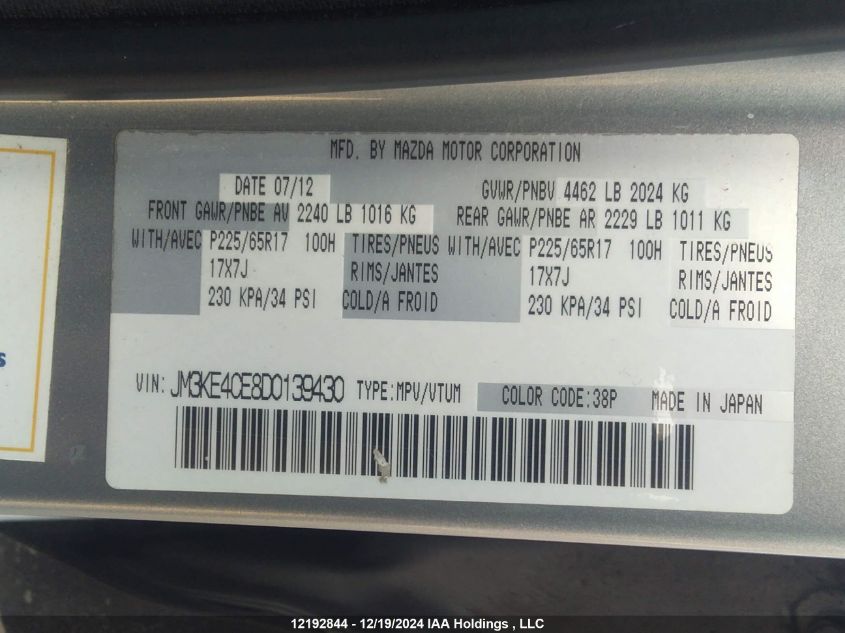 MFD. BY MAZDA MOTOR CORPORATION
DATE 07/12 GVWR/PNBV 4462 LB 2024 KG
FRONT GAWR/PNBE AV 2240 LB 1016 KG REAR GAWR/PNBE AR 2229 LB 1011 KG
WITH/AVEC P225/65R17 100H TIRES/PNEUS WITH/AVEC P225/65R17 100H TIRES/PNEUS
17X7J RIMS/JANTES 17X7J RIMS/JANTES
230 KPA/34 PSI COLD/A FROID 230 KPA/34 PSI COLD/A FROID
s
VIN: JM3KE4CE8D0139430 TYPE:MPV/VTUM COLOR CODE:38P MADE IN JAPAN
12192844 - 12/19/2024 IAA Holdings , LLC